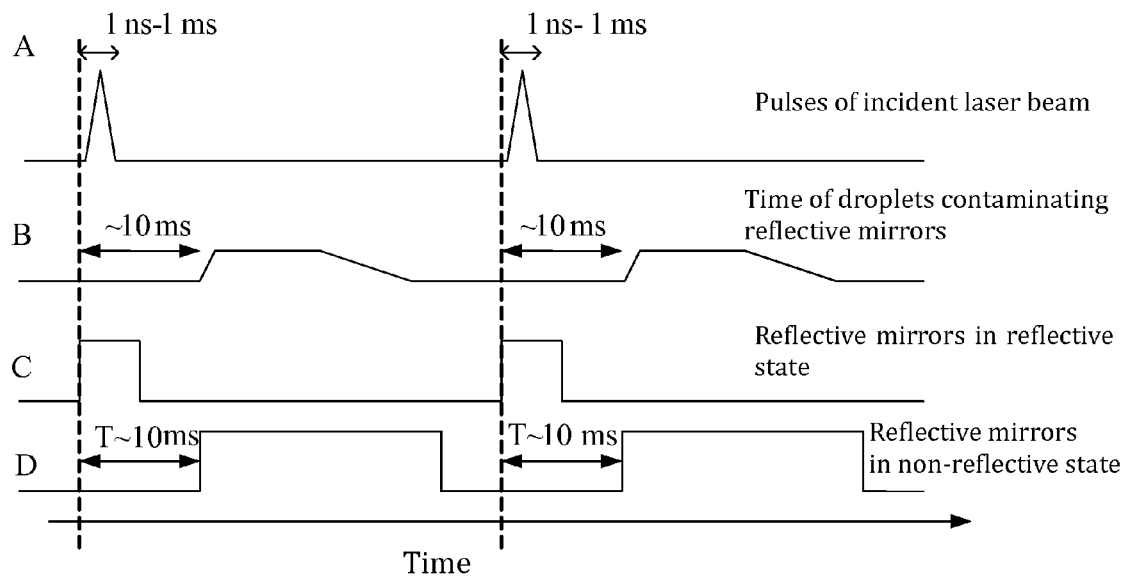 1 ns-1 ms
1 ns- 1 ms
A
Pulses of incident laser beam
Time of droplets contaminating
reflective mirrors
~10 ms
~10 ms
B
Reflective mirrors in reflective
state
C
T~10ms
T~10 ms
Reflective mirrors
in non-reflective state
D
Time